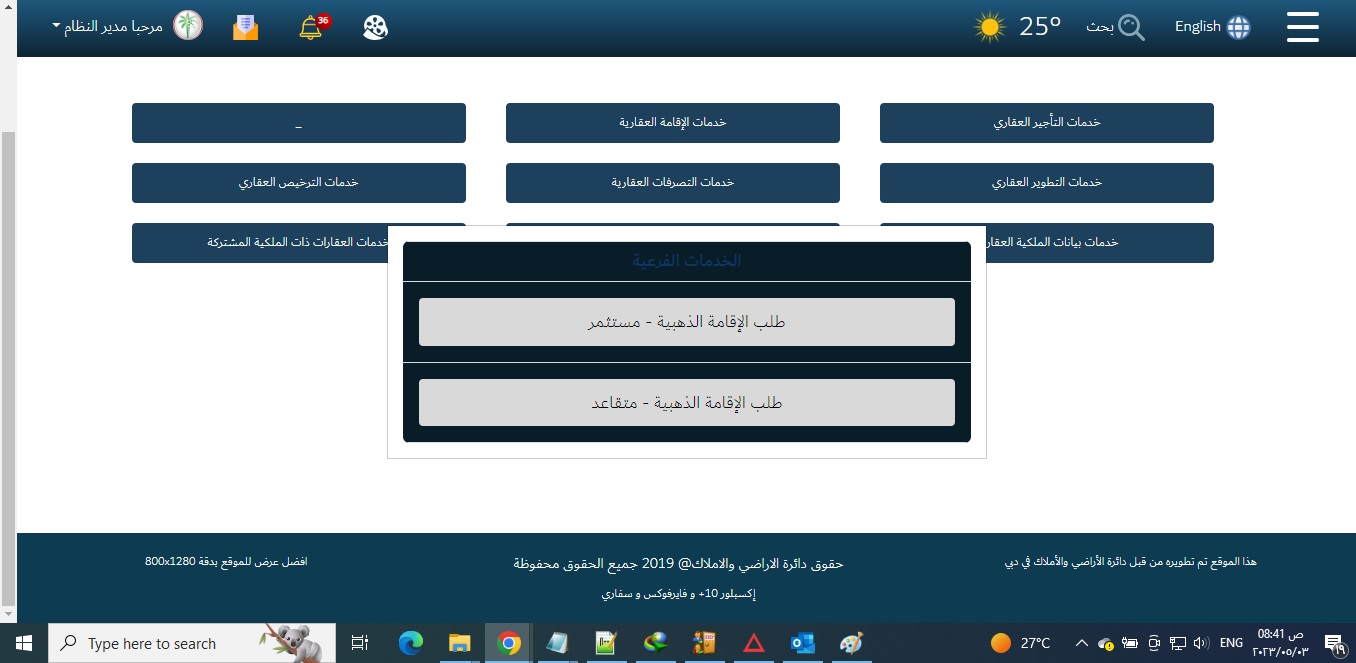 English
بحث
25°
36
مرحبا مدير النظام
خدمات التأجير العقاري
خدمات الإقامة العقارية
_
خدمات التطوير العقاري
خدمات التصرفات العقارية
خدمات الترخيص العقاري
خدمات بيانات الملكية العقار
خدمات العقارات ذات الملكية المشتركة
الخدمات الفرعية
طلب الإقامة الذهبية - مستثمر
طلب الإقامة الذهبية - متقاعد
هذا الموقع تم تطويره من قبل دائرة الأراضي والأملاك في دبي
حقوق دائرة الاراضي والاملاك@ 2019 جميع الحقوق محفوظة
افضل عرض للموقع بدقة 1280x800
إكسبلور 10+ و فايرفوكس و سفاري
Type here to search
27°C
ENG
08:41 ص
٢٠٢٣/٠٥/٠٣
١٩